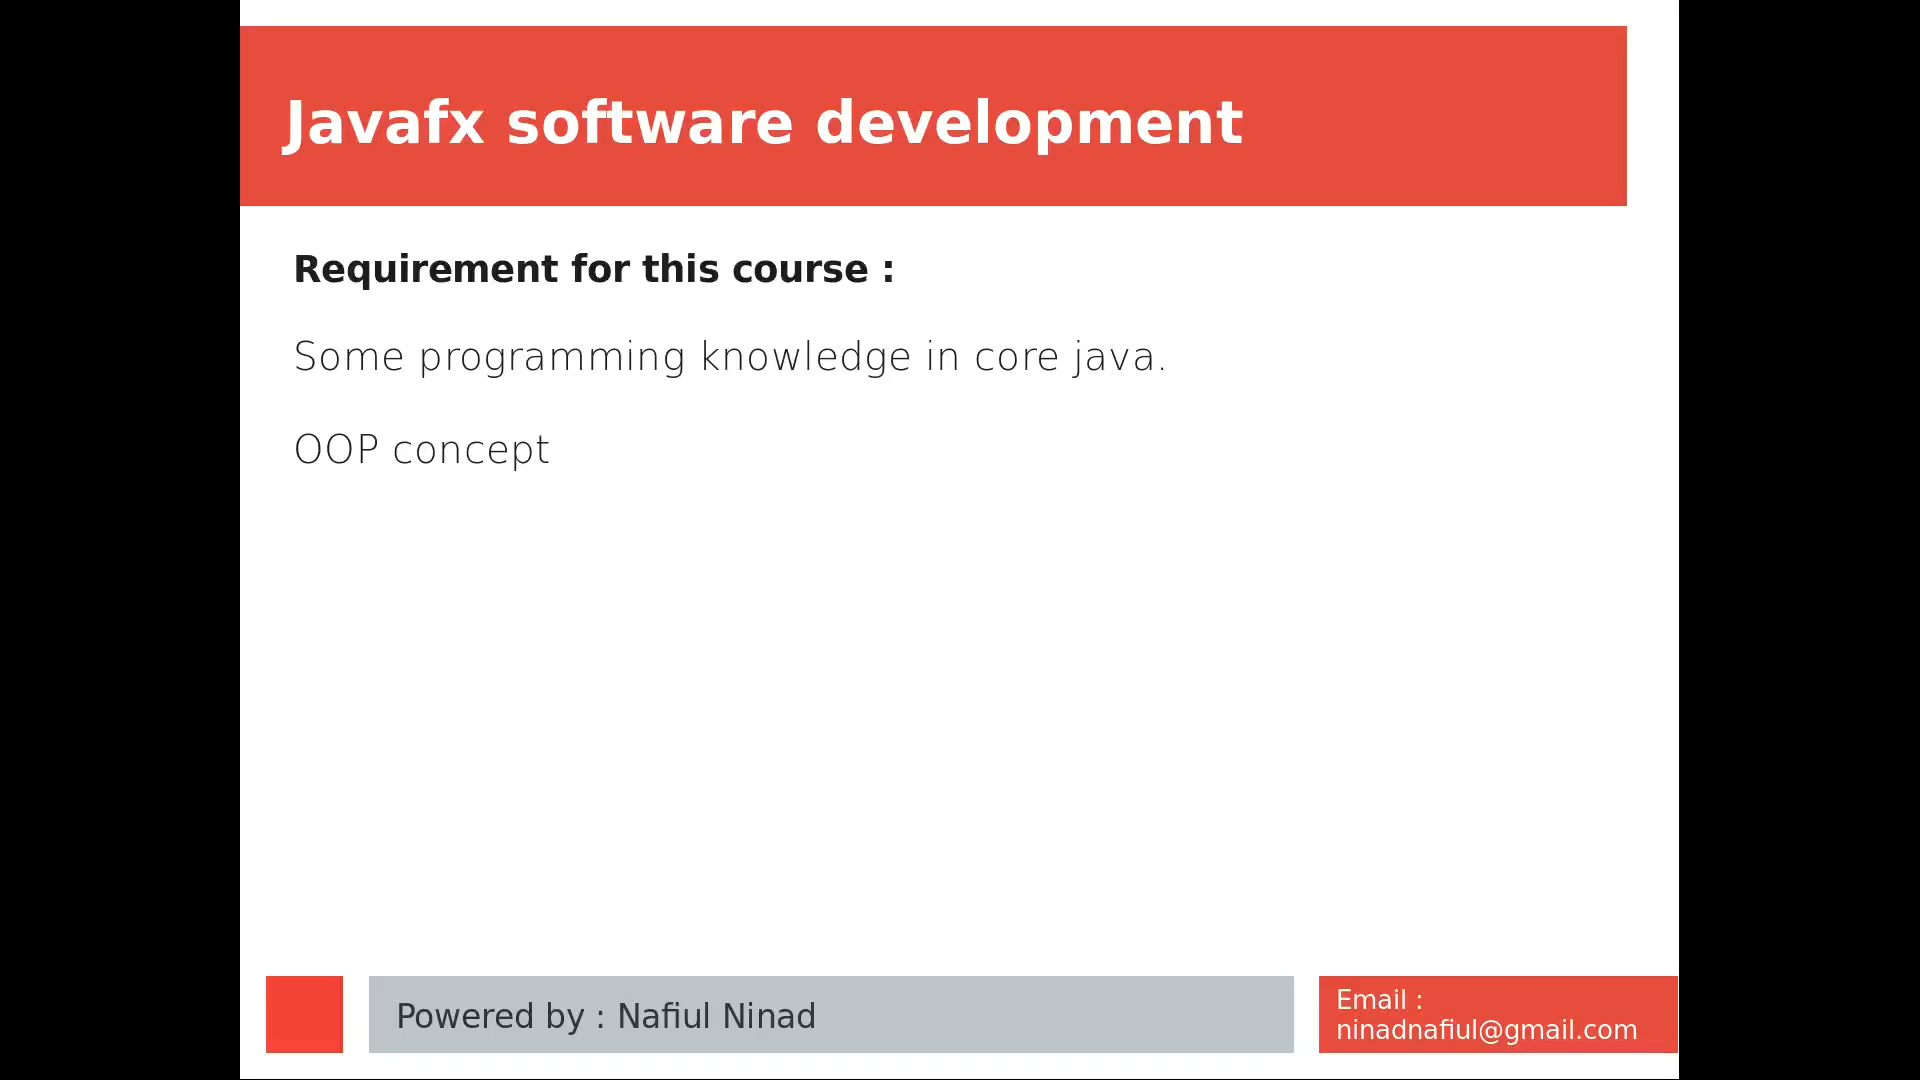 Javafx software development
Requirement for this course :
Some programming knowledge in core java.
OOP concept
Powered by : Nafiul Ninad
Email :
ninadnafiul@gmail.com